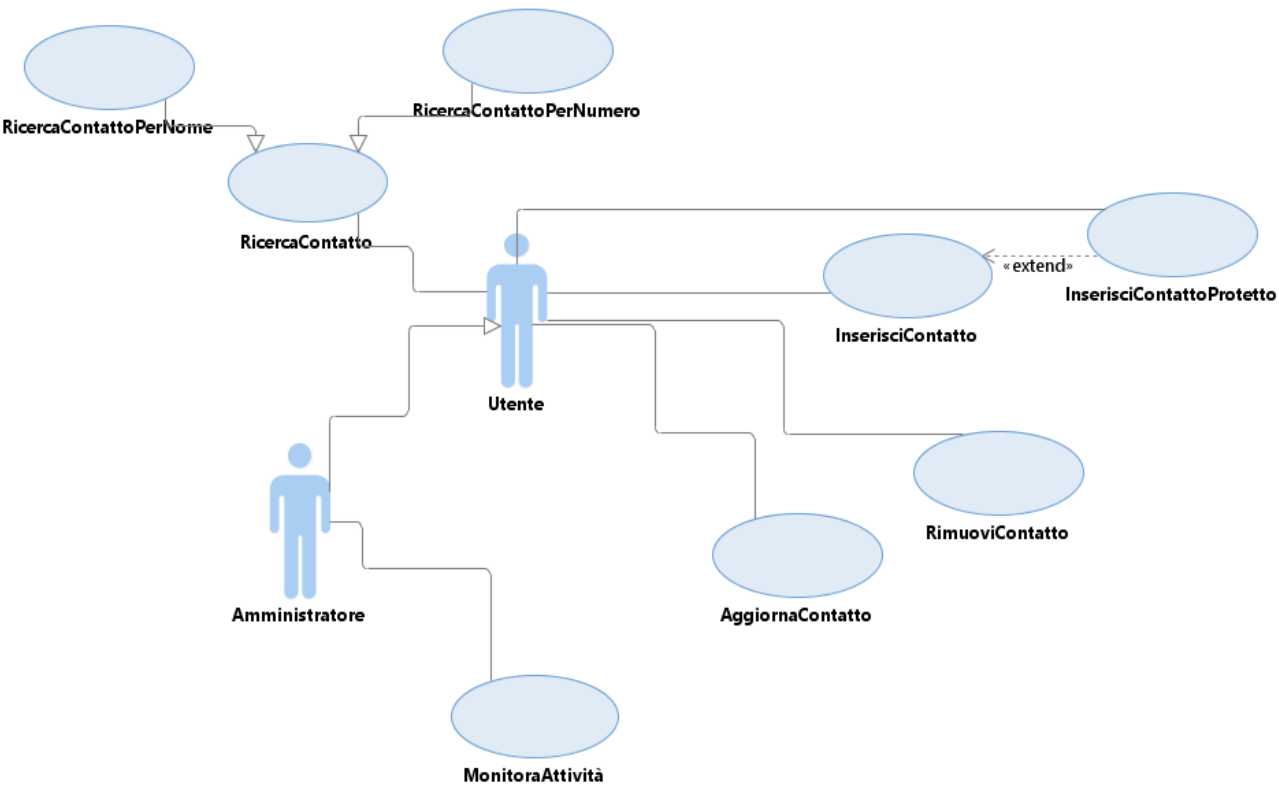 RicercaContattoPerNumero
RicercaContattoPerNome
RicercaContatto
«extend»
InserisciContattoProtetto
InserisciContatto
Utente
RimuoviContatto
Amministratore
AggiornaContatto
MonitoraAttività